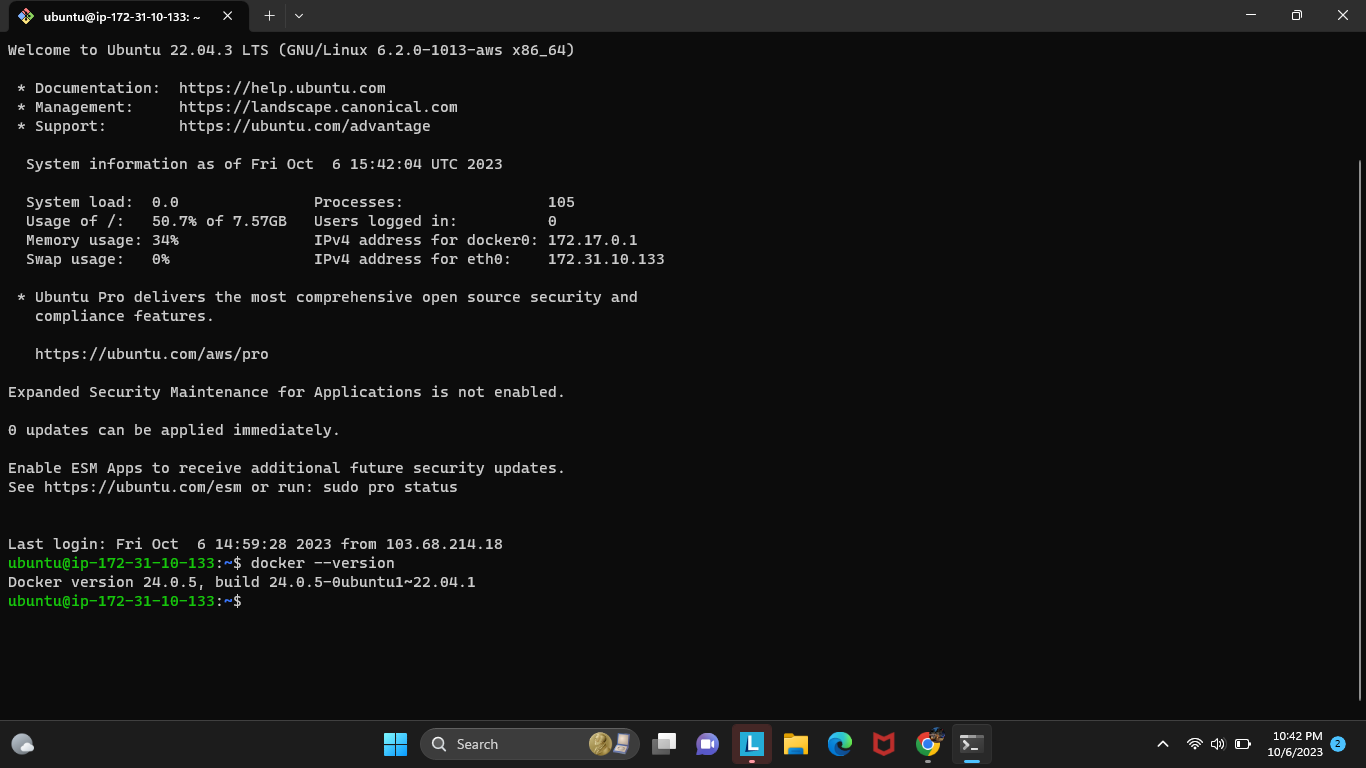 ubuntu@ip-172-31-10-133: ~
Welcome to Ubuntu 22.04.3 LTS (GNU/Linux 6.2.0-1013-aws x86_64)
* Documentation:  https://help.ubuntu.com
* Management:     https://landscape.canonical.com
* Support:        https://ubuntu.com/advantage
System information as of Fri Oct  6 15:42:04 UTC 2023
System load:  0.0               Processes:                105
Usage of /:   50.7% of 7.57GB   Users logged in:          0
Memory usage: 34%               IPv4 address for docker0: 172.17.0.1
Swap usage:   0%                IPv4 address for eth0:    172.31.10.133
* Ubuntu Pro delivers the most comprehensive open source security and
compliance features.
https://ubuntu.com/aws/pro
Expanded Security Maintenance for Applications is not enabled.
0 updates can be applied immediately.
Enable ESM Apps to receive additional future security updates.
See https://ubuntu.com/esm or run: sudo pro status
Last login: Fri Oct  6 14:59:28 2023 from 103.68.214.18
ubuntu@ip-172-31-10-133:~$ docker --version
Docker version 24.0.5, build 24.0.5-0ubuntu1~22.04.1
ubuntu@ip-172-31-10-133:~$
Search
L
10:42 PM
10/6/2023
2